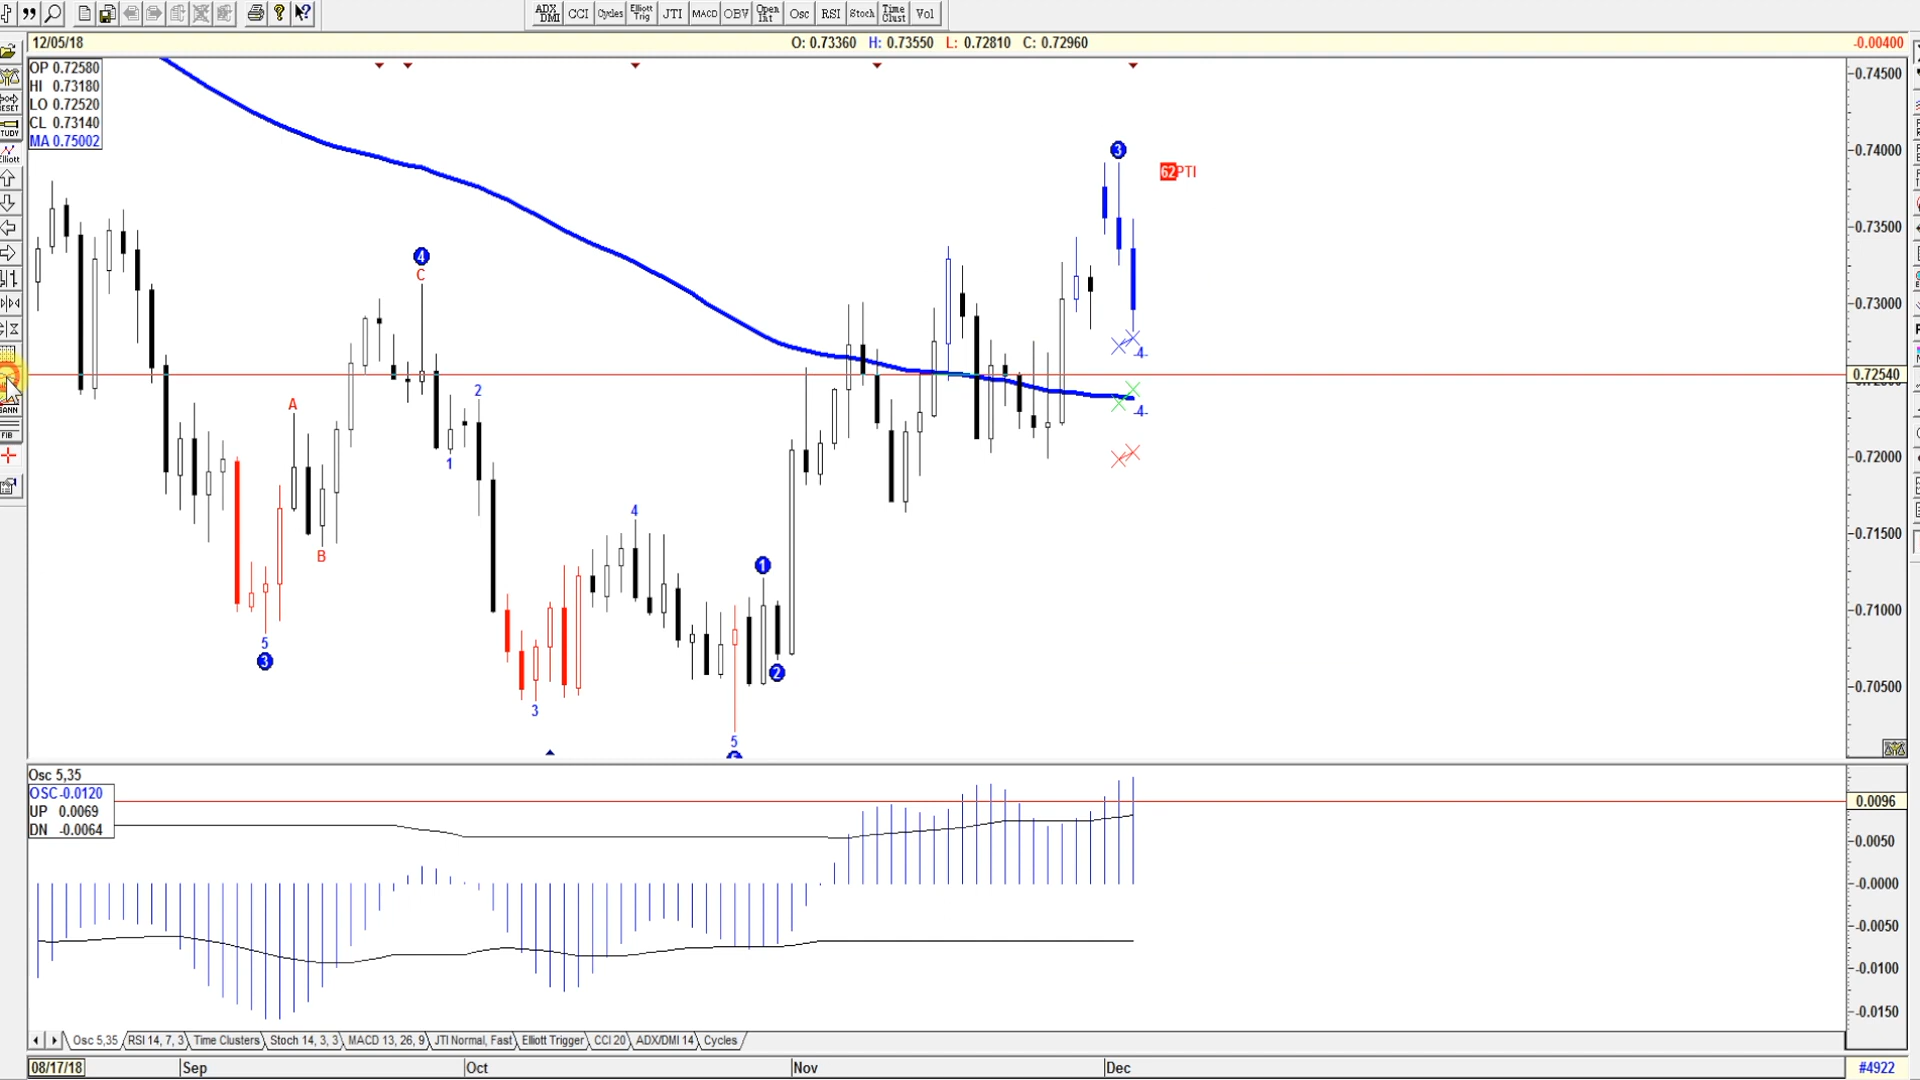 ADX DMI CCI Cycles Elliott Trig JTI MACD OBV Open Int Osc RSI Stoch Time Clust Vol
12/05/18 O: 0.73360 H: 0.73550 L: 0.72810 C: 0.72960 -0.00400
OP 0.72580
HI 0.73180
LO 0.72520
CL 0.73140
MA 0.75002
RESET
STUDY
Elliott
GANN
FIB
0.74500
0.74000
0.73500
0.73000
0.72540
0.72000
0.71500
0.71000
0.70500
3
62 PTI
4
C
A
2
1
B
-4-
-4-
4
1
5
3
2
3
5
Osc 5,35
OSC-0.0120
UP 0.0069
DN -0.0064
0.0096
0.0050
-0.0000
-0.0050
-0.0100
-0.0150
Osc 5,35 RSI 14, 7, 3 Time Clusters Stoch 14, 3, 3 MACD 13, 26, 9 JTI Normal, Fast Elliott Trigger CCI 20 ADX/DMI 14 Cycles
08/17/18 Sep Oct Nov Dec #4922